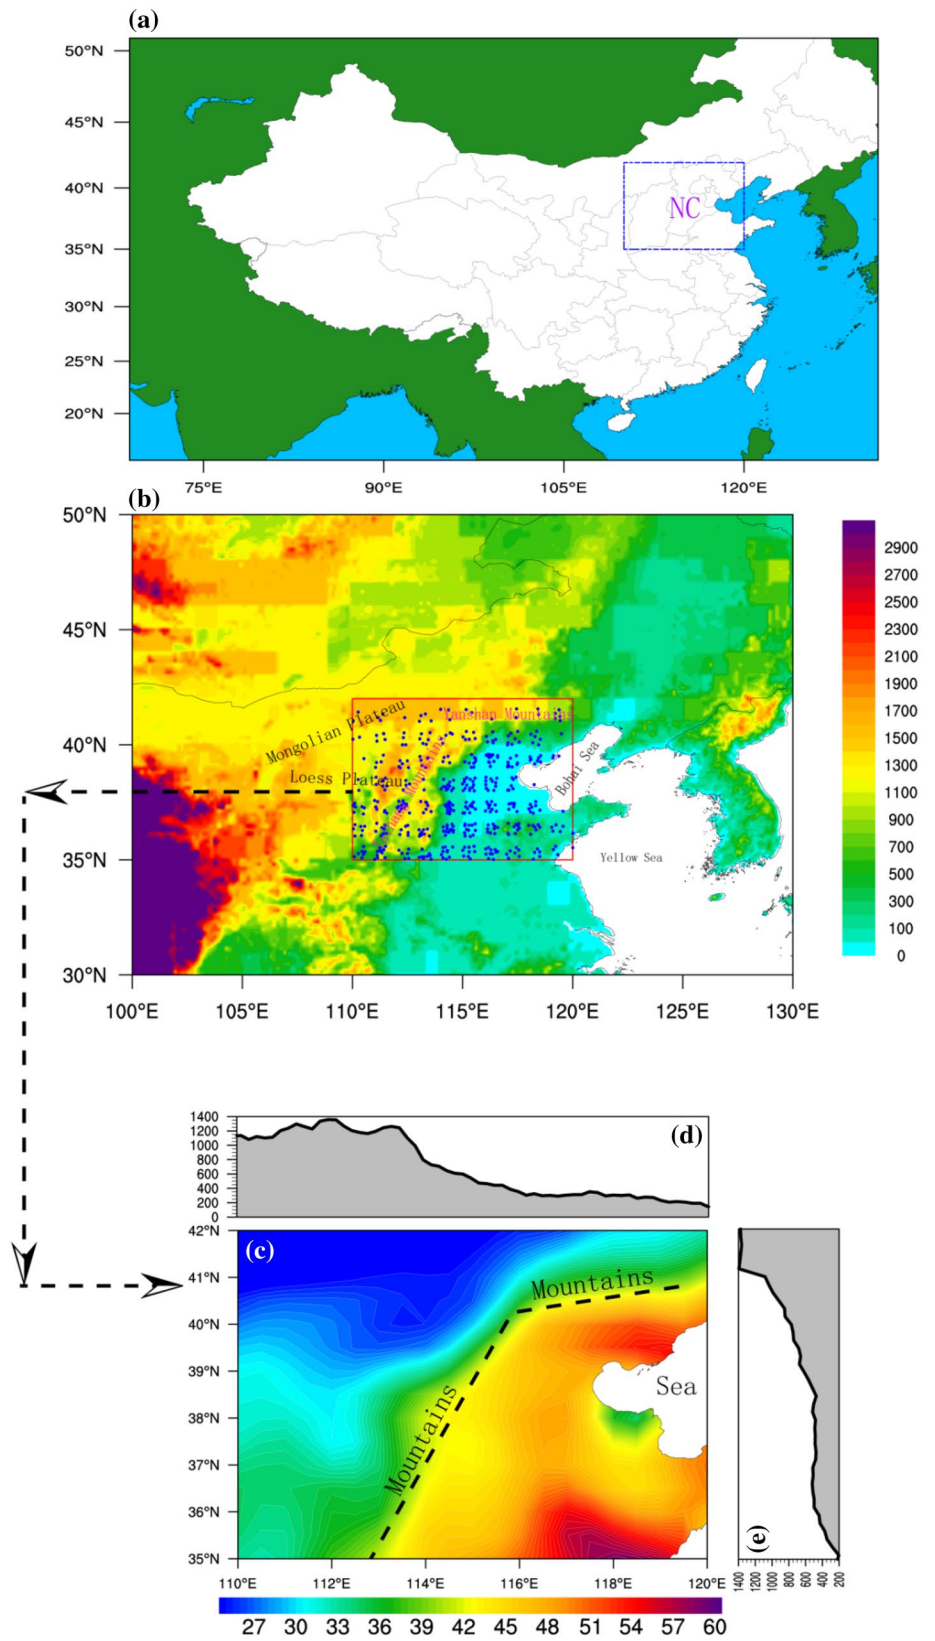 (a)
50°N
45°N
40°N
35°N
30°N
25°N
20°N
NC
75°E
90°E
105°E
120°E
(b)
50°N
45°N
40°N
35°N
30°N
Mongolian Plateau
Yanshan Mountains
Loess Plateau
Bohai Sea
Yellow Sea
100°E
105°E
110°E
115°E
120°E
125°E
130°E
2900
2700
2500
2300
2100
1900
1700
1500
1300
1100
900
700
500
300
100
0
(d)
1400
1200
1000
800
600
400
200
0
(c)
42°N
41°N
40°N
39°N
38°N
37°N
36°N
35°N
Mountains
Mountains
Sea
110°E
112°E
114°E
116°E
118°E
120°E
27
30
33
36
39
42
45
48
51
54
57
60
(e)
1400
1200
1000
800
600
400
200